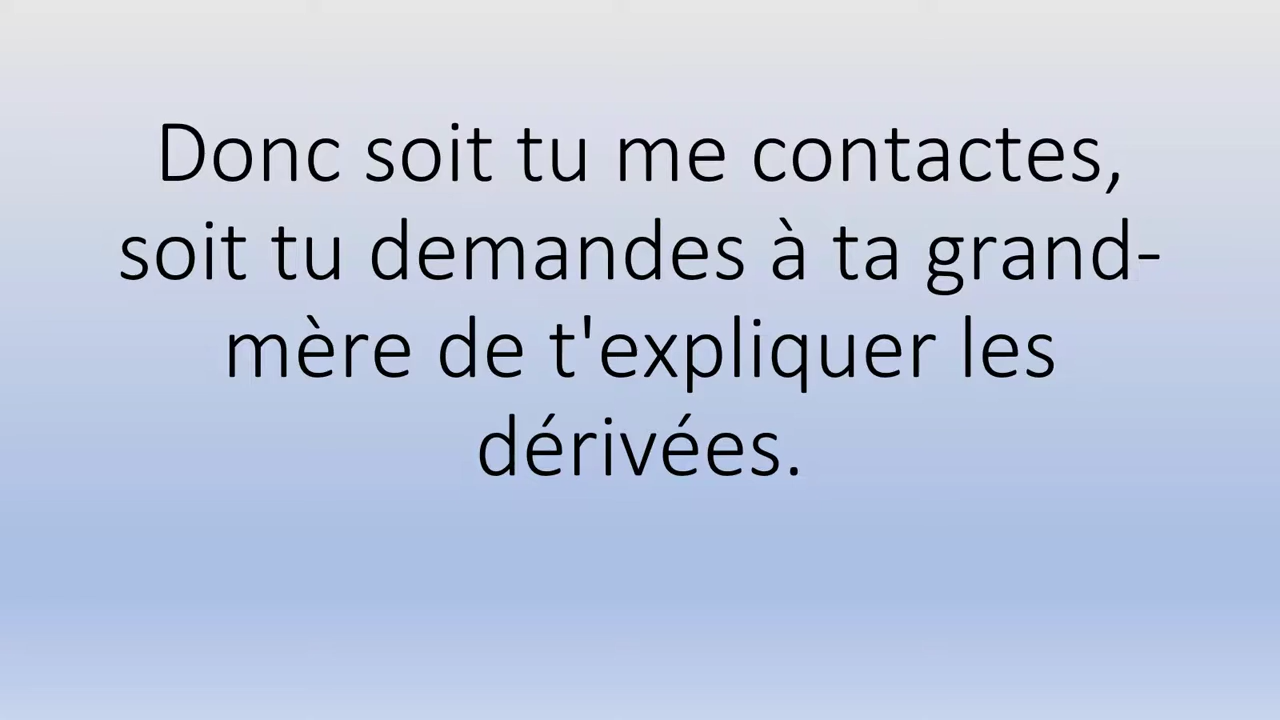 Donc soit tu me contactes,
soit tu demandes à ta grand-
mère de t'expliquer les
dérivées.